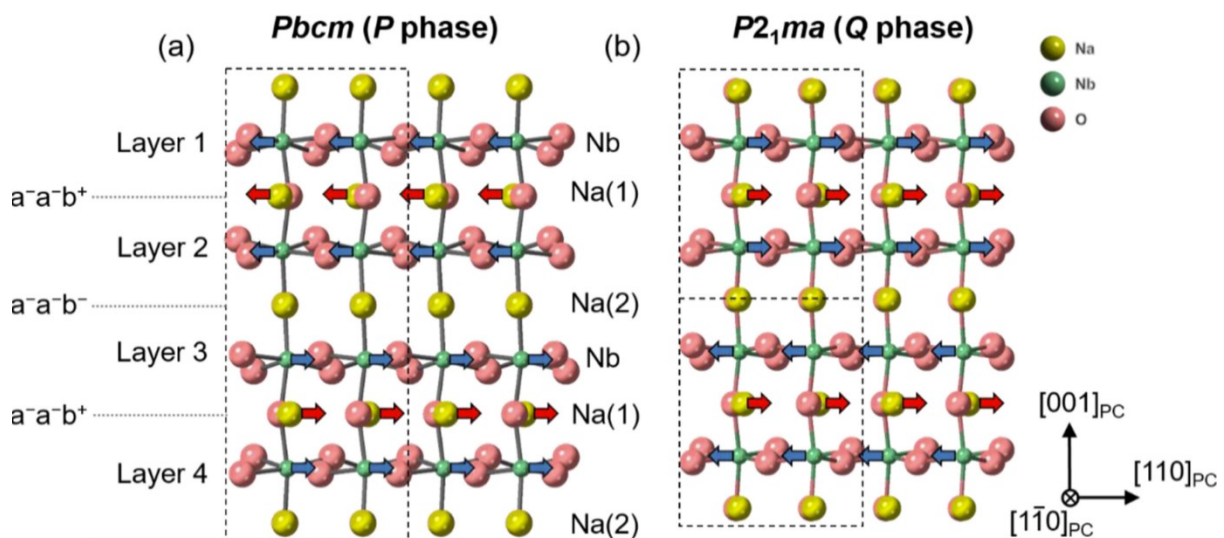 Pbcm (P phase)
P2₁ma (Q phase)
(a)
(b)
Na
Nb
O
Layer 1
Nb
a⁻a⁻b⁺
Na(1)
Layer 2
a⁻a⁻b⁻
Na(2)
Layer 3
Nb
a⁻a⁻b⁺
Na(1)
Layer 4
Na(2)
[001]PC
[110]PC
[11̄0]PC